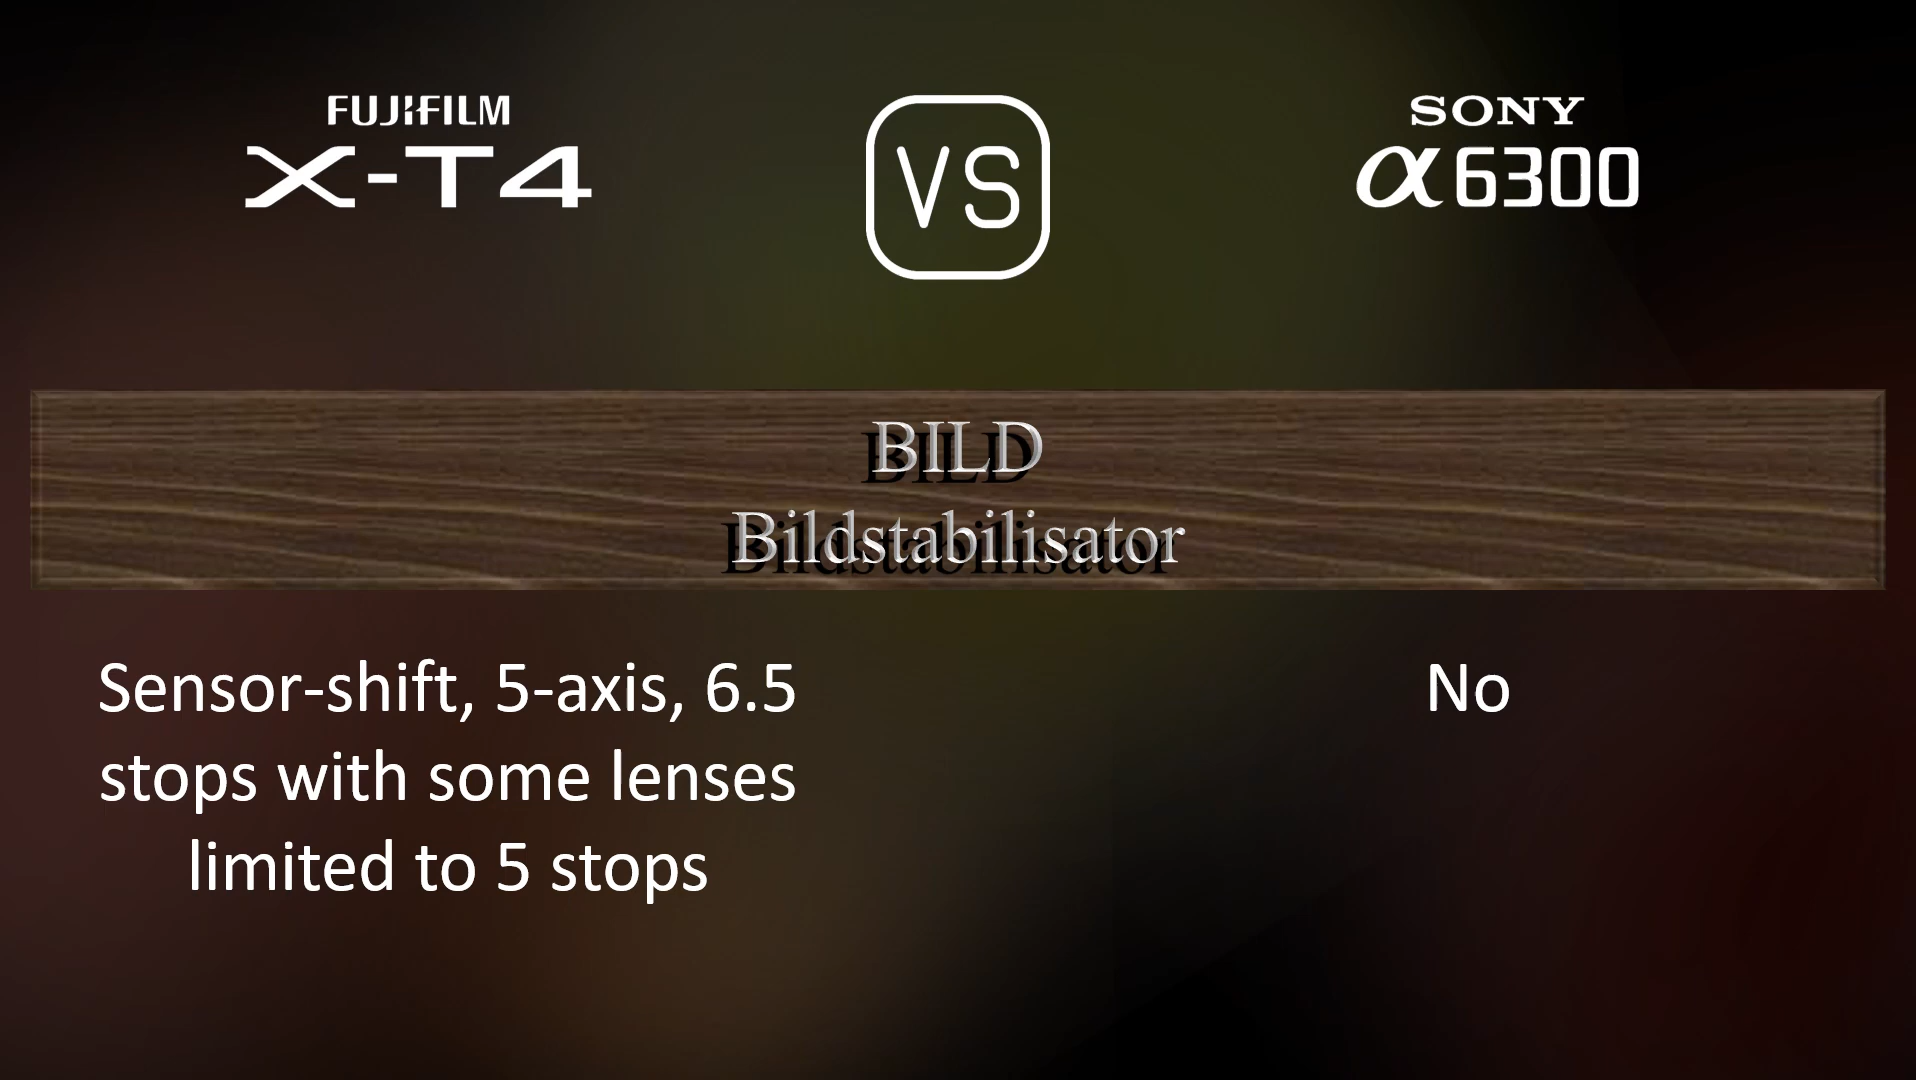 FUJIFILM
X-T4
VS
SONY
α6300
BILD
Bildstabilisator
Sensor-shift, 5-axis, 6.5
stops with some lenses
limited to 5 stops
No